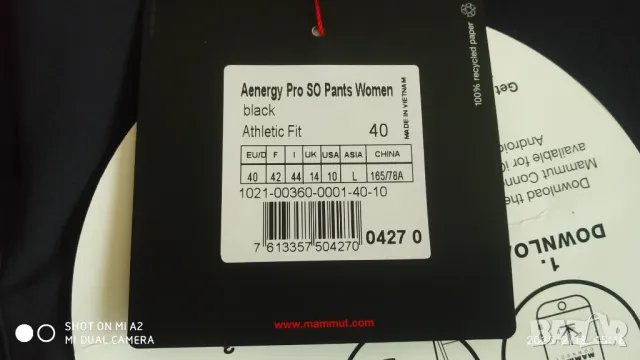 Aenergy Pro SO Pants Women
black
Athletic Fit 40
MADE IN VIETNAM
EU/D F I UK USA ASIA CHINA
40 42 44 14 10 L 165/78A
1021-00360-0001-40-10
7 613357 504270 0427 0
www.mammut.com
100% recycled paper
Get
Download the
Mammut Conn
available for iO
Android
1.
DOWNLO
SHOT ON MI A2
MI DUAL CAMERA